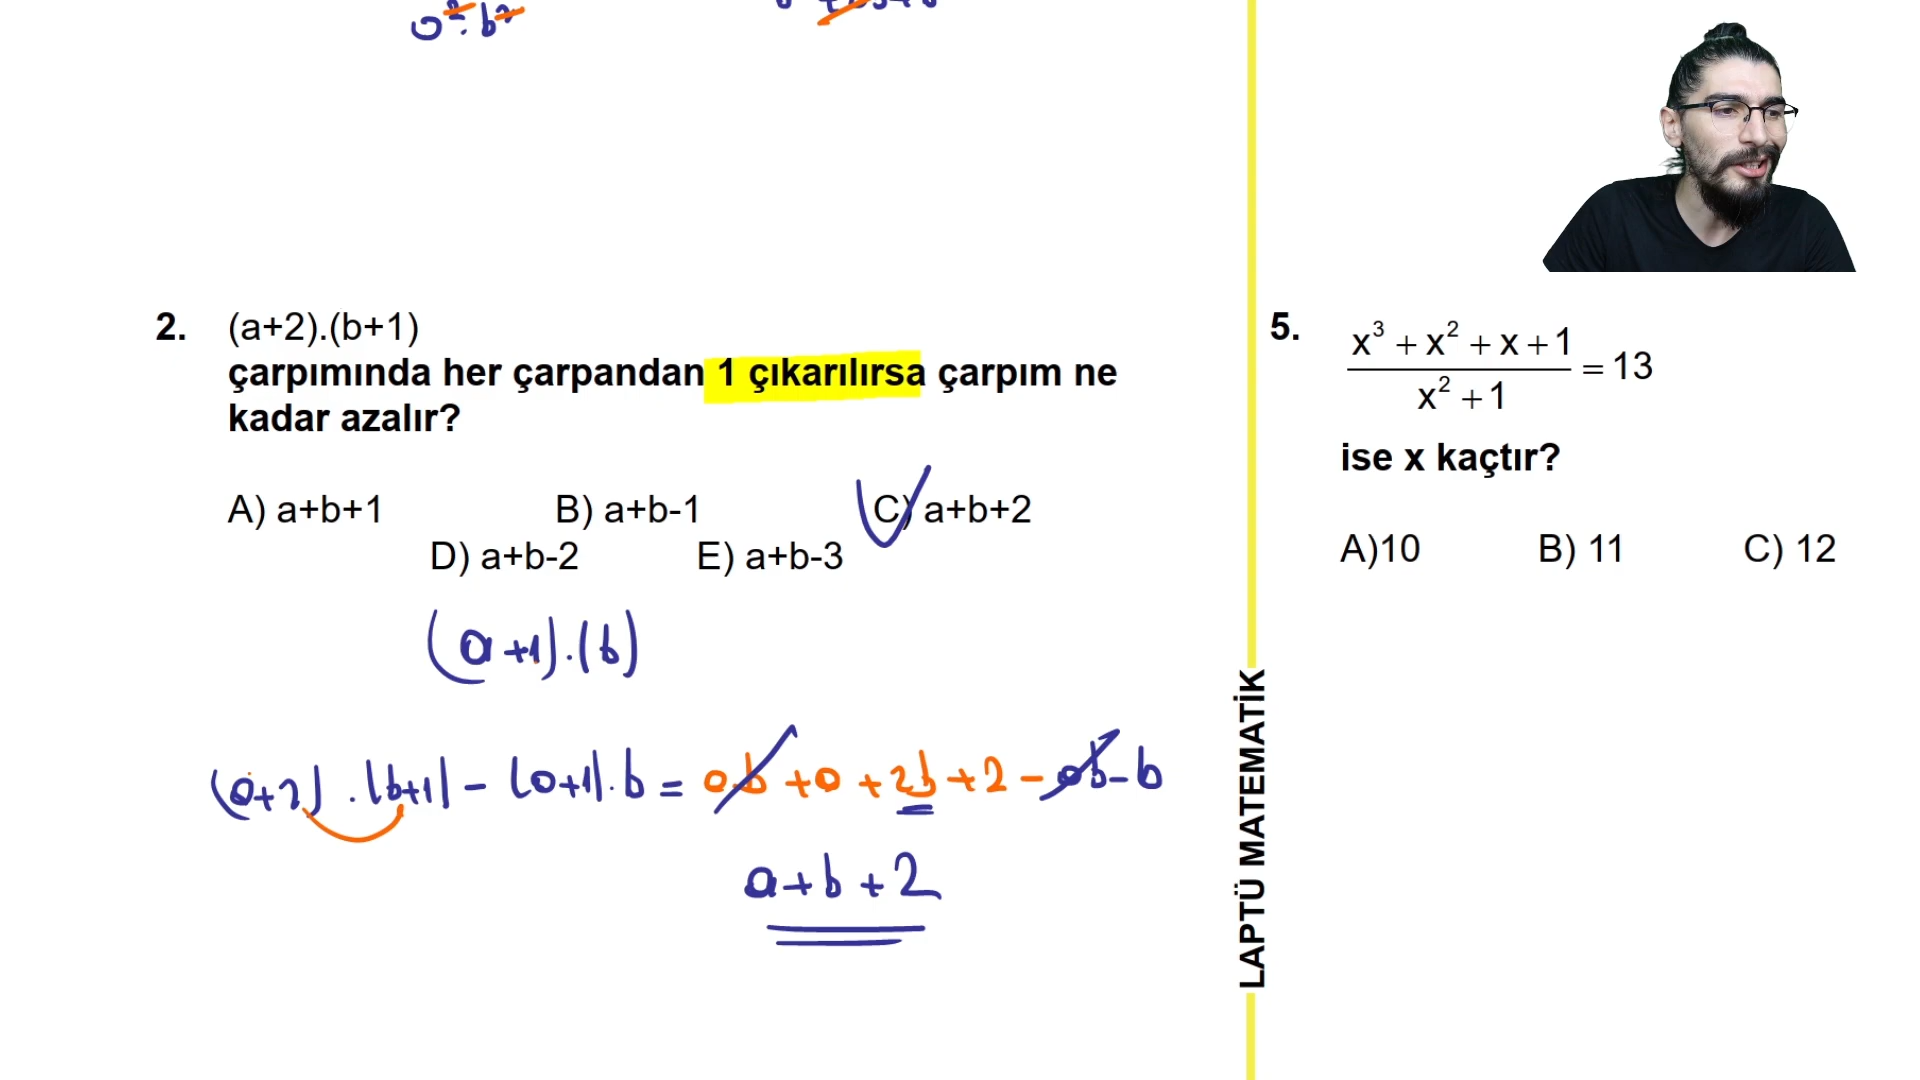 2. (a+2).(b+1)
çarpımında her çarpandan 1 çıkarılırsa çarpım ne
kadar azalır?
A) a+b+1 B) a+b-1 C) a+b+2
D) a+b-2 E) a+b-3
(a+1).(b)
(a+2).(b+1)-(a+1).b = ab+a+2b+2-ab-b
a+b+2
LAPTÜ MATEMATİK
5. x³+x²+x+1
= 13
x²+1
ise x kaçtır?
A)10 B) 11 C) 12